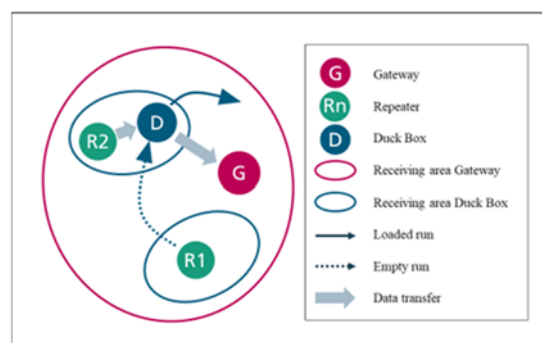 D
R2
G
R1
G Gateway
Rn Repeater
D Duck Box
Receiving area Gateway
Receiving area Duck Box
Loaded run
Empty run
Data transfer